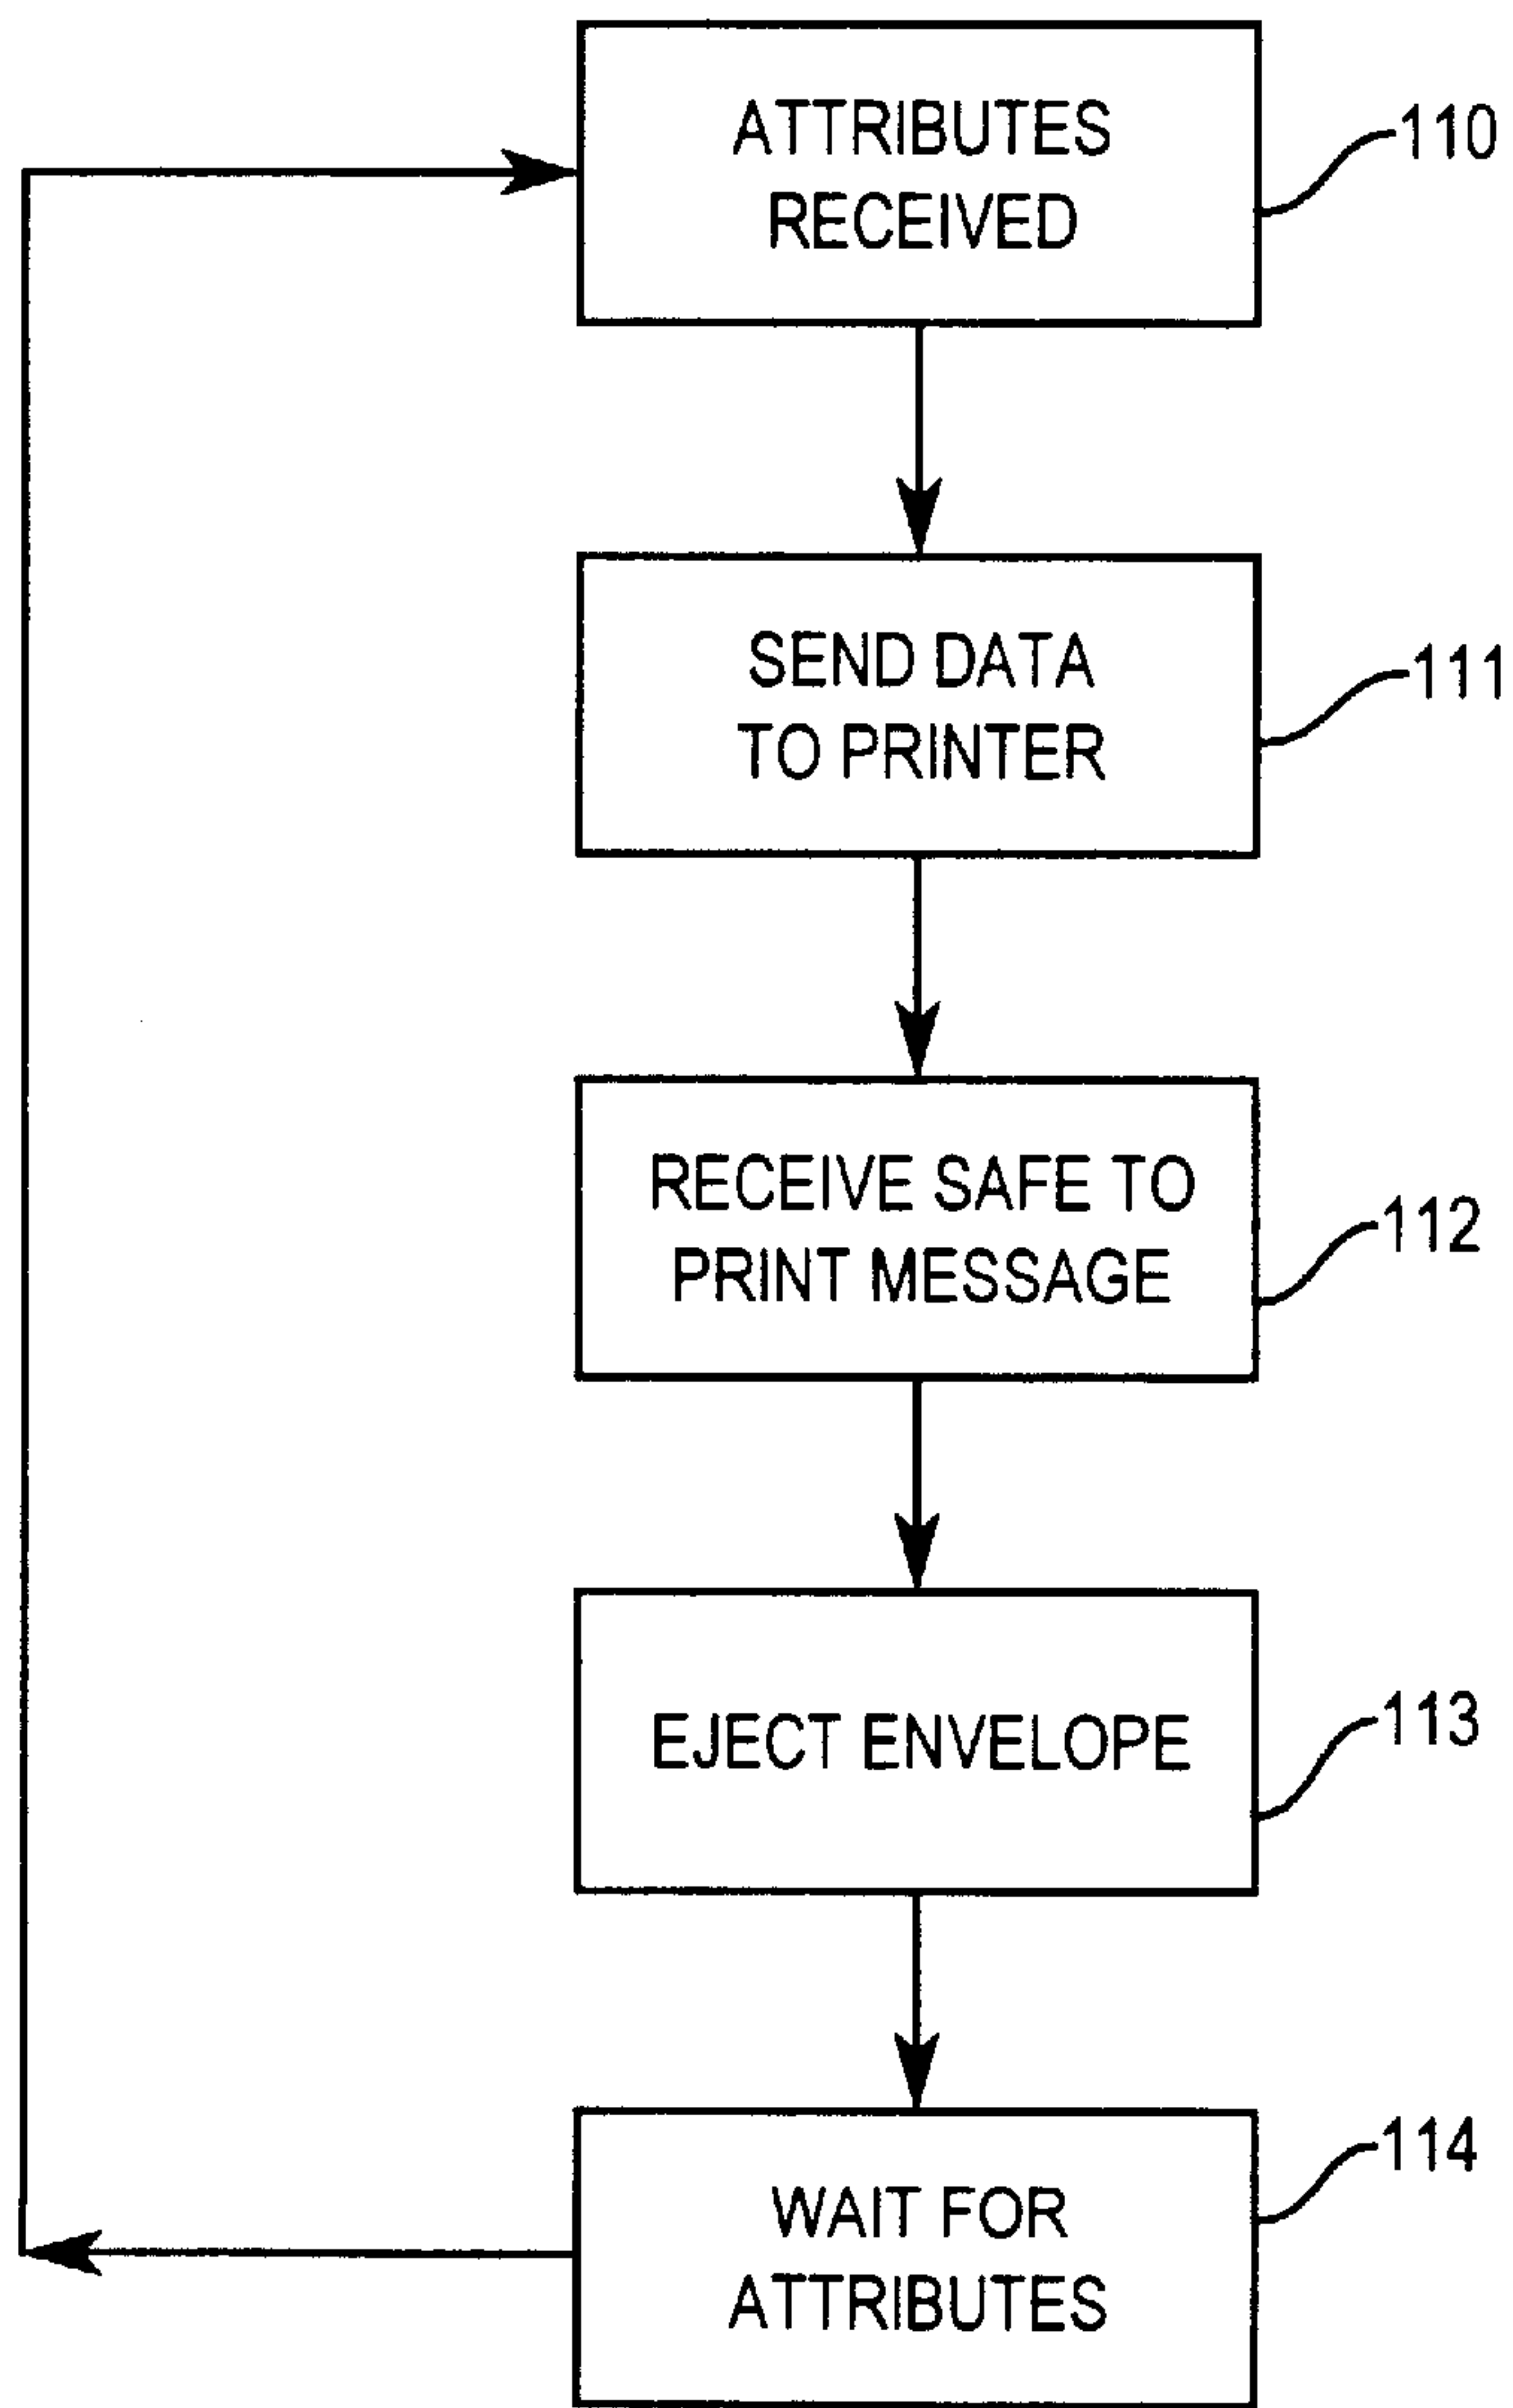 ATTRIBUTES
RECEIVED
110
SEND DATA
TO PRINTER
111
RECEIVE SAFE TO
PRINT MESSAGE
112
EJECT ENVELOPE
113
WAIT FOR
ATTRIBUTES
114